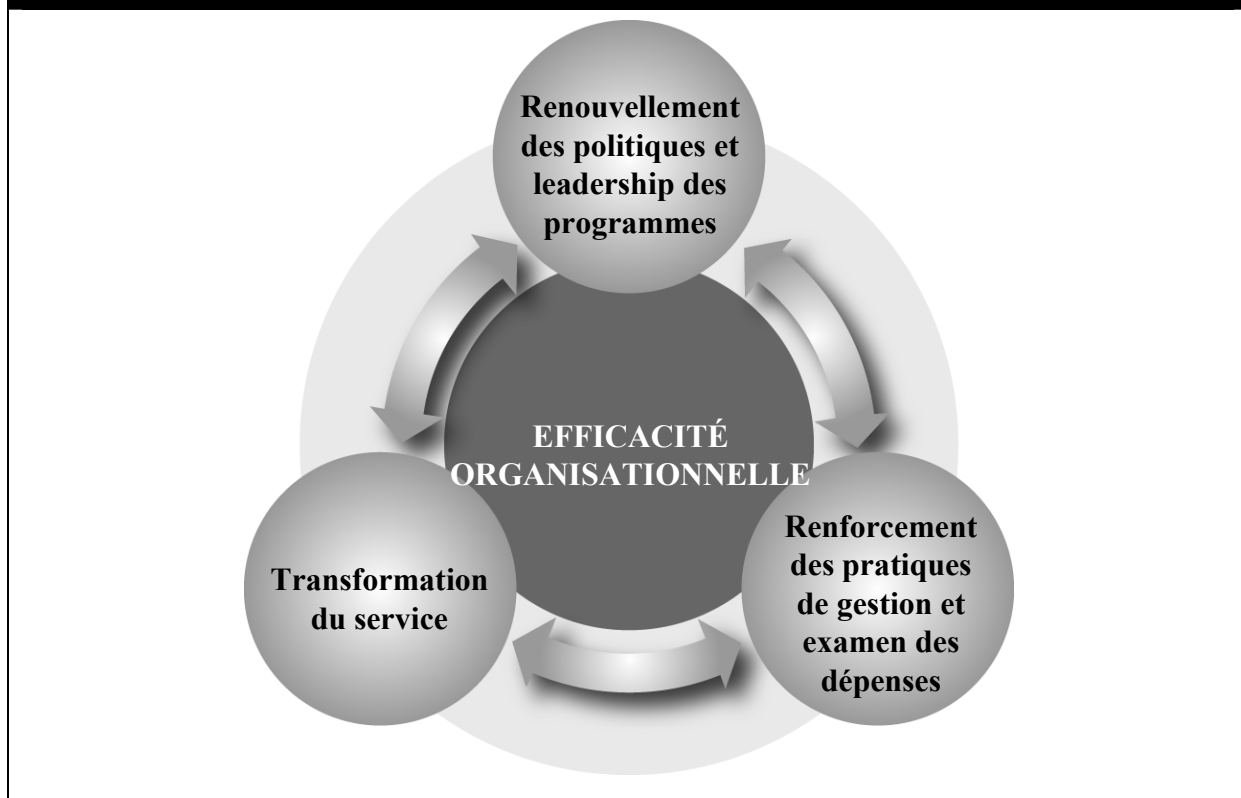 Renouvellement
des politiques et
leadership des
programmes
EFFICACITÉ
ORGANISATIONNELLE
Transformation
du service
Renforcement
des pratiques
de gestion et
examen des
dépenses